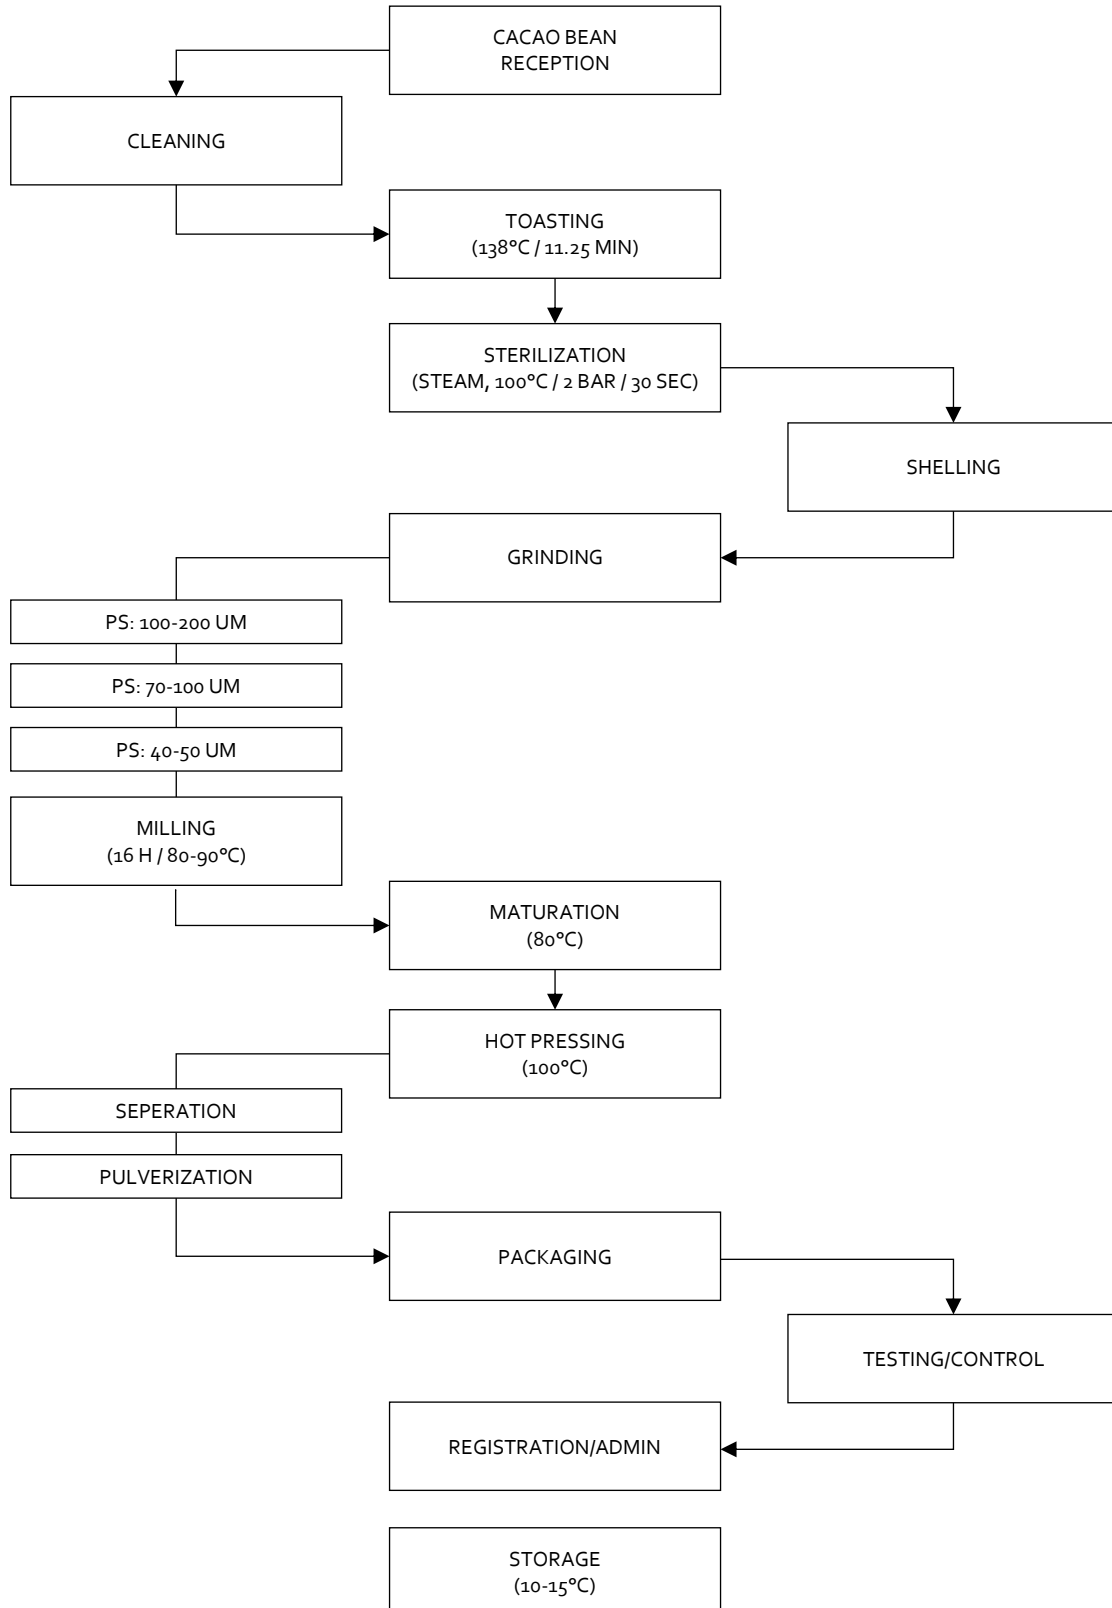 CACAO BEAN
RECEPTION
CLEANING
TOASTING
(138°C / 11.25 MIN)
STERILIZATION
(STEAM, 100°C / 2 BAR / 30 SEC)
SHELLING
GRINDING
PS: 100-200 UM
PS: 70-100 UM
PS: 40-50 UM
MILLING
(16 H / 80-90°C)
MATURATION
(80°C)
HOT PRESSING
(100°C)
SEPERATION
PULVERIZATION
PACKAGING
TESTING/CONTROL
REGISTRATION/ADMIN
STORAGE
(10-15°C)